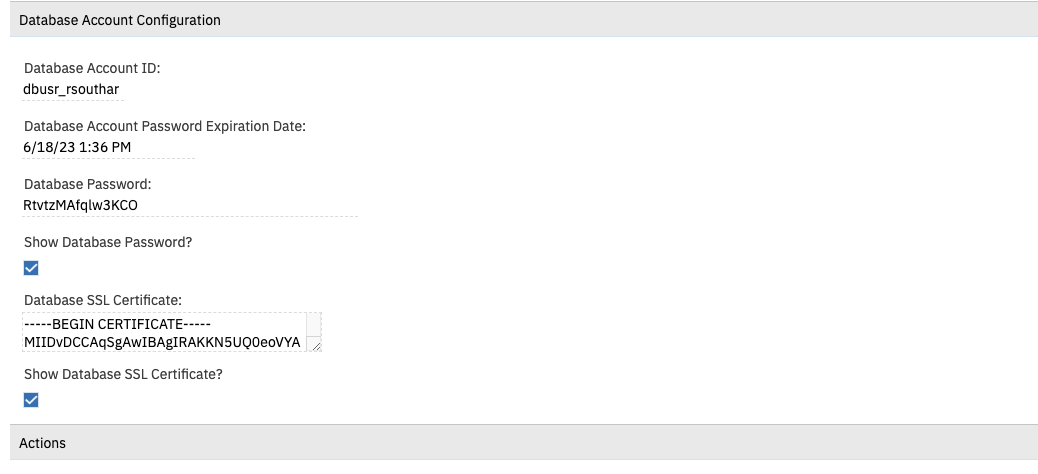 Database Account Configuration
Database Account ID:
dbusr_rsouthar
Database Account Password Expiration Date:
6/18/23 1:36 PM
Database Password:
RtvtzMAfqlw3KCO
Show Database Password?
Database SSL Certificate:
-----BEGIN CERTIFICATE-----
MIIDvDCCAqSgAwIBAgIRAKKN5UQ0eoVYA
Show Database SSL Certificate?
Actions